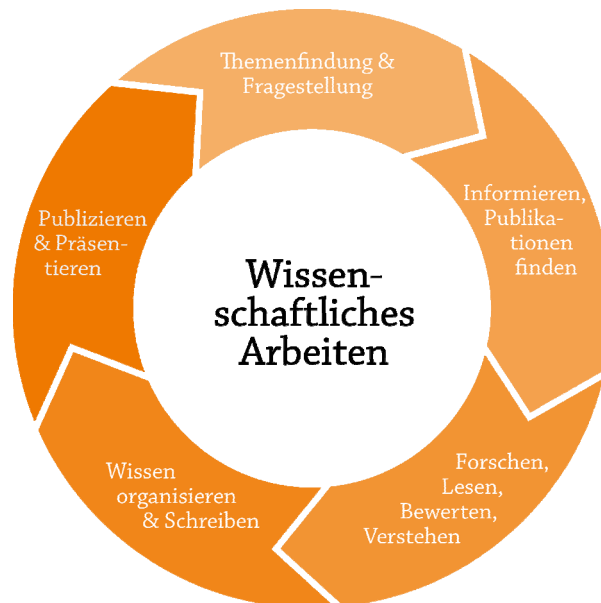 Themenfindung &
Fragestellung
Informieren,
Publika-
tionen
finden
Forschen,
Lesen,
Bewerten,
Verstehen
Wissen
organisieren
& Schreiben
Publizieren
& Präsen-
tieren
Wissen-
schaftliches
Arbeiten